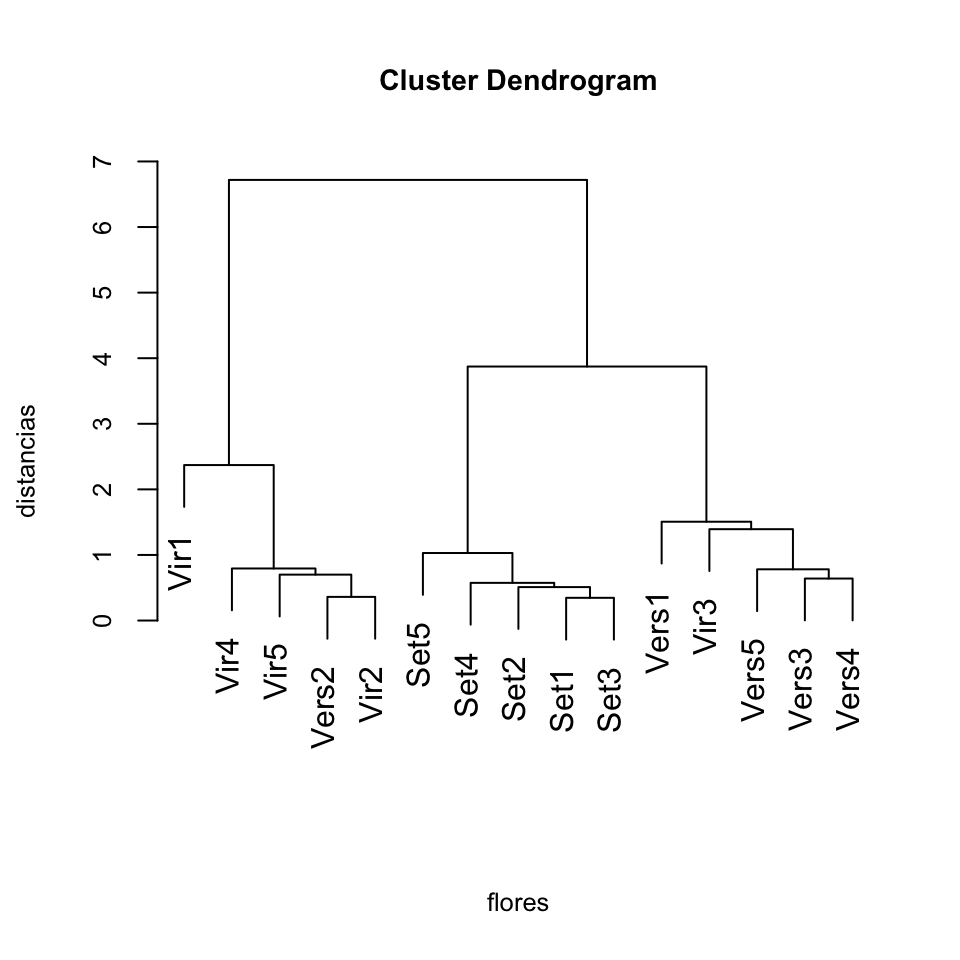 Cluster Dendrogram
distancias
7
6
5
4
3
2
1
0
Vir1
Vir4
Vir5
Vers2
Vir2
Set5
Set4
Set2
Set1
Set3
Vers1
Vir3
Vers5
Vers3
Vers4
flores